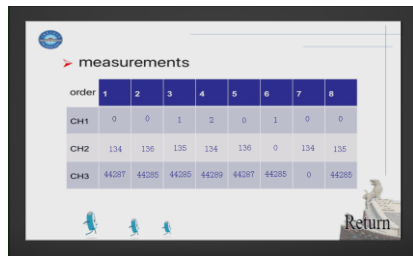 measurements
order 1 2 3 4 5 6 7 8
CH1 0 0 1 2 0 1 0 0
CH2 134 136 135 134 136 0 134 135
CH3 44287 44285 44285 44289 44287 44285 0 44285
Return